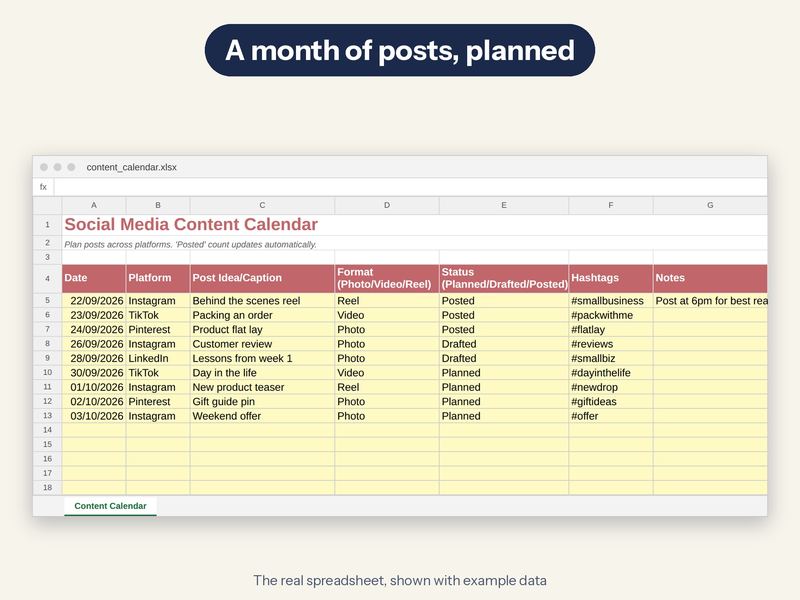 A month of posts, planned
content_calendar.xlsx
fx
A B C D E F G
1 Social Media Content Calendar
2 Plan posts across platforms. 'Posted' count updates automatically.
3
4 Date Platform Post Idea/Caption Format (Photo/Video/Reel) Status (Planned/Drafted/Posted) Hashtags Notes
5 22/09/2026 Instagram Behind the scenes reel Reel Posted #smallbusiness Post at 6pm for best rea
6 23/09/2026 TikTok Packing an order Video Posted #packwithme
7 24/09/2026 Pinterest Product flat lay Photo Posted #flatlay
8 26/09/2026 Instagram Customer review Photo Drafted #reviews
9 28/09/2026 LinkedIn Lessons from week 1 Photo Drafted #smallbiz
10 30/09/2026 TikTok Day in the life Video Planned #dayinthelife
11 01/10/2026 Instagram New product teaser Reel Planned #newdrop
12 02/10/2026 Pinterest Gift guide pin Photo Planned #giftideas
13 03/10/2026 Instagram Weekend offer Photo Planned #offer
14
15
16
17
18
Content Calendar
The real spreadsheet, shown with example data